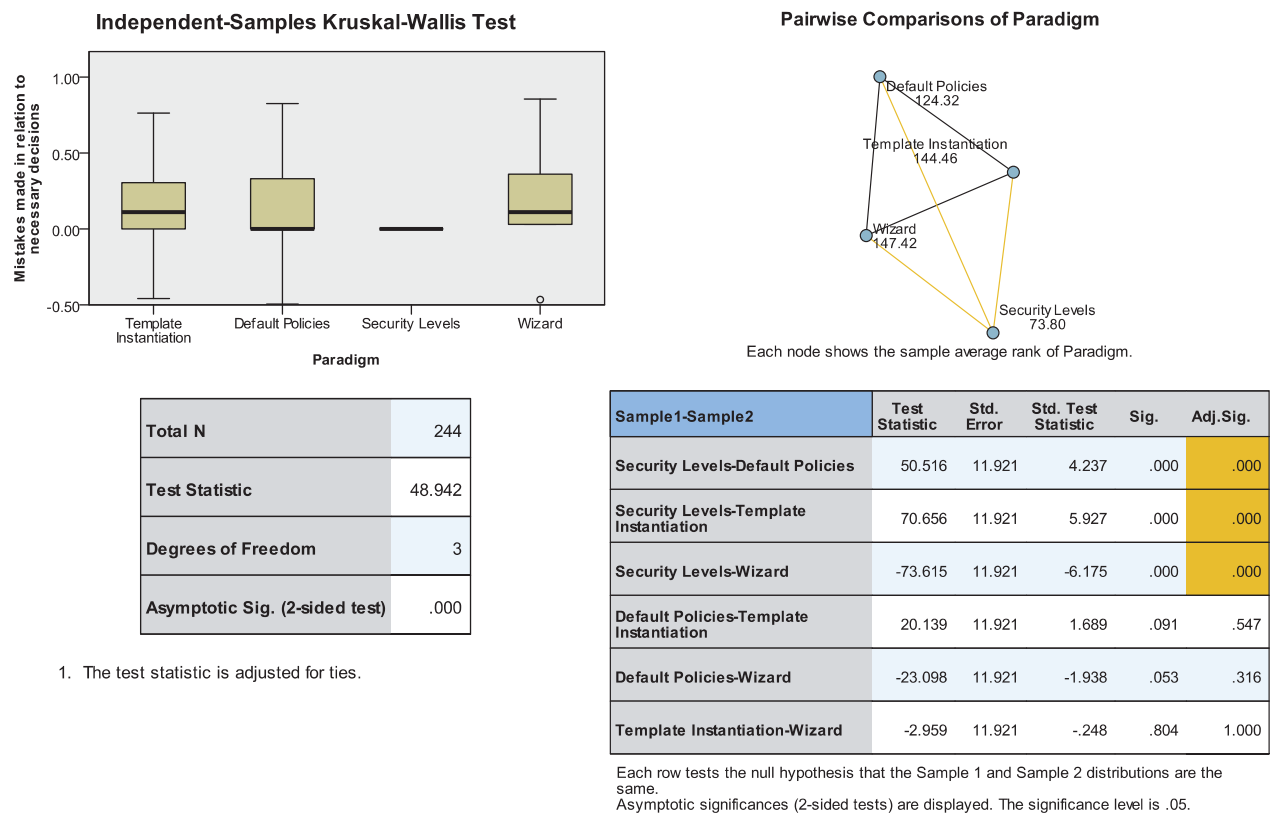 Independent-Samples Kruskal-Wallis Test
Mistakes made in relation to
necessary decisions
1.00
0.50
0.00
-0.50
Template
Instantiation
Default Policies
Security Levels
Wizard
Paradigm
Pairwise Comparisons of Paradigm
Default Policies
124.32
Template Instantiation
144.46
Wizard
147.42
Security Levels
73.80
Each node shows the sample average rank of Paradigm.
Total N 244
Test Statistic 48.942
Degrees of Freedom 3
Asymptotic Sig. (2-sided test) .000
1. The test statistic is adjusted for ties.
Sample1-Sample2 Test Statistic Std. Error Std. Test Statistic Sig. Adj.Sig.
Security Levels-Default Policies 50.516 11.921 4.237 .000 .000
Security Levels-Template
Instantiation 70.656 11.921 5.927 .000 .000
Security Levels-Wizard -73.615 11.921 -6.175 .000 .000
Default Policies-Template
Instantiation 20.139 11.921 1.689 .091 .547
Default Policies-Wizard -23.098 11.921 -1.938 .053 .316
Template Instantiation-Wizard -2.959 11.921 -.248 .804 1.000
Each row tests the null hypothesis that the Sample 1 and Sample 2 distributions are the
same.
Asymptotic significances (2-sided tests) are displayed. The significance level is .05.